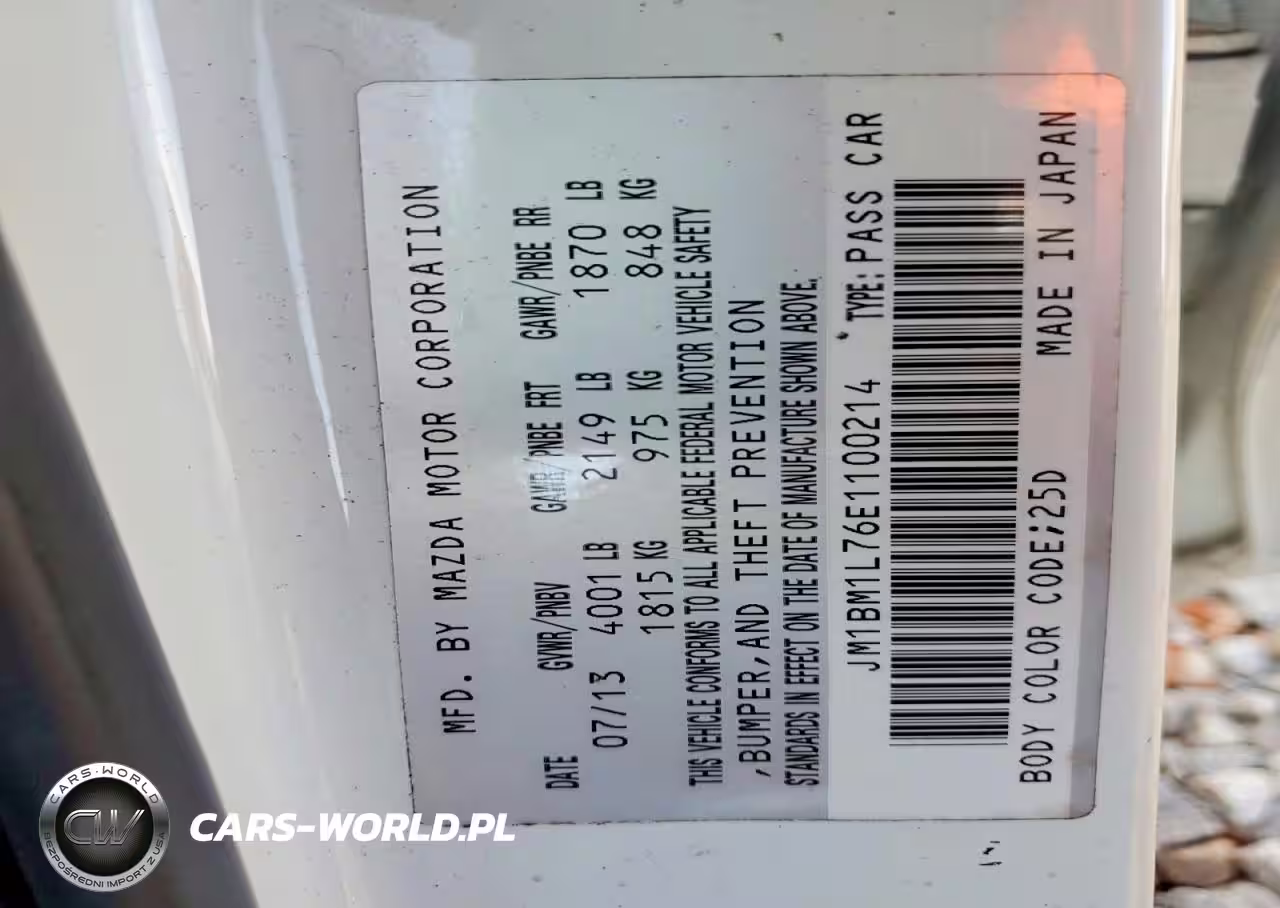 MFD. BY MAZDA MOTOR CORPORATION
DATE GVWR/PNBV GAWR/PNBE FRT GAWR/PNBE RR
07/13 4001 LB 2149 LB 1870 LB
1815 KG 975 KG 848 KG
THIS VEHICLE CONFORMS TO ALL APPLICABLE FEDERAL MOTOR VEHICLE SAFETY
,BUMPER,AND THEFT PREVENTION
STANDARDS IN EFFECT ON THE DATE OF MANUFACTURE SHOWN ABOVE.
JM1BM1L76E1100214 TYPE: PASS CAR
BODY COLOR CODE;25D MADE IN JAPAN
CARS-WORLD
CW
BEZPOŚREDNI IMPORT Z USA
CARS-WORLD.PL